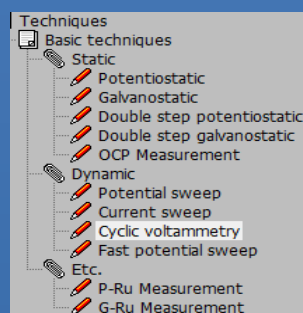 Techniques
Basic techniques
Static
Potentiostatic
Galvanostatic
Double step potentiostatic
Double step galvanostatic
OCP Measurement
Dynamic
Potential sweep
Current sweep
Cyclic voltammetry
Fast potential sweep
Etc.
P-Ru Measurement
G-Ru Measurement